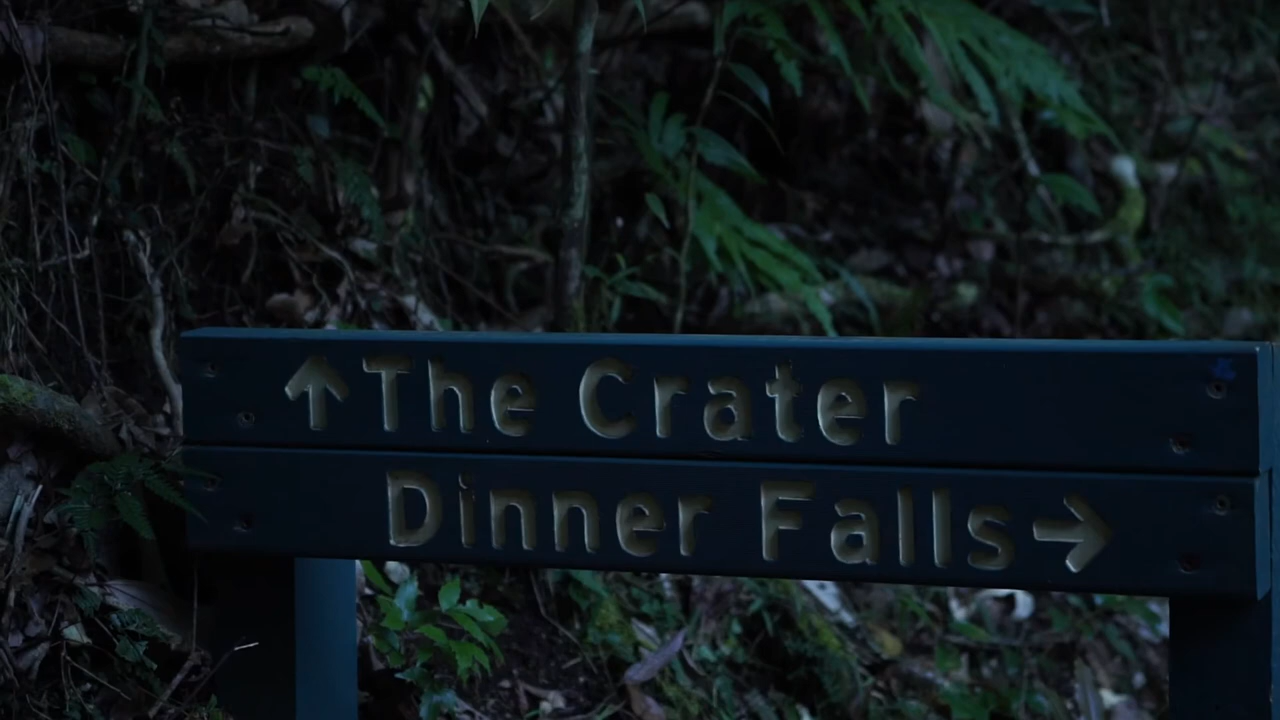 ↑ The Crater
Dinner Falls →